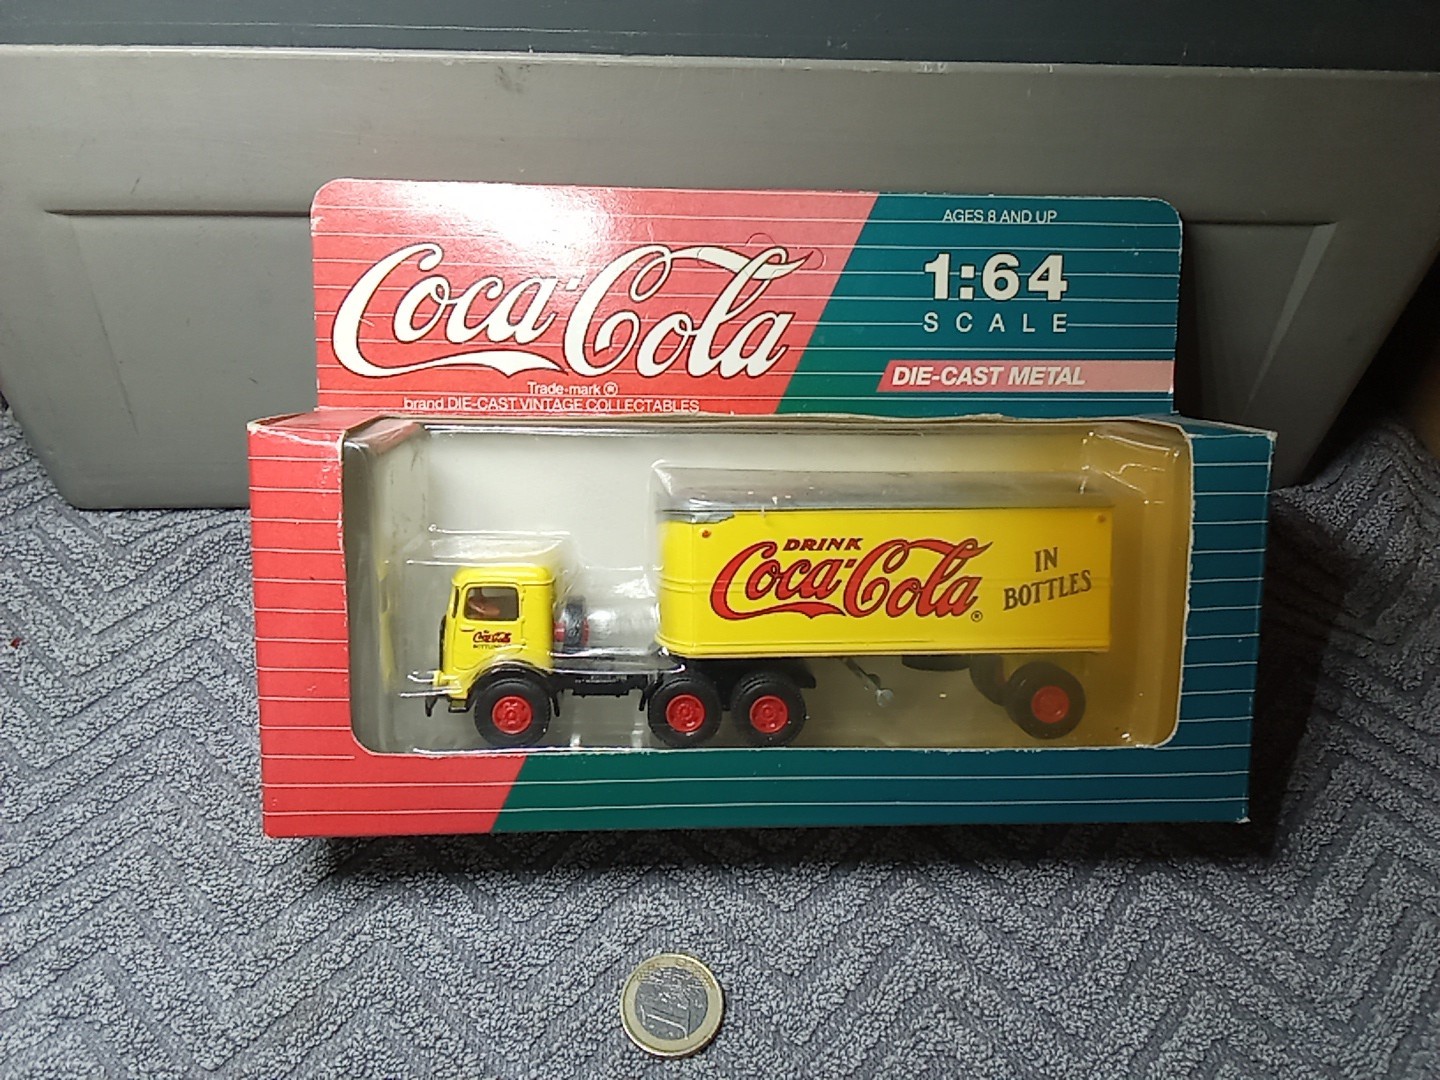 AGES 8 AND UP
Coca-Cola
1:64
SCALE
DIE-CAST METAL
Trade-mark ®
brand DIE-CAST VINTAGE COLLECTABLES
DRINK
Coca-Cola ®
IN
BOTTLES
Coca-Cola
1